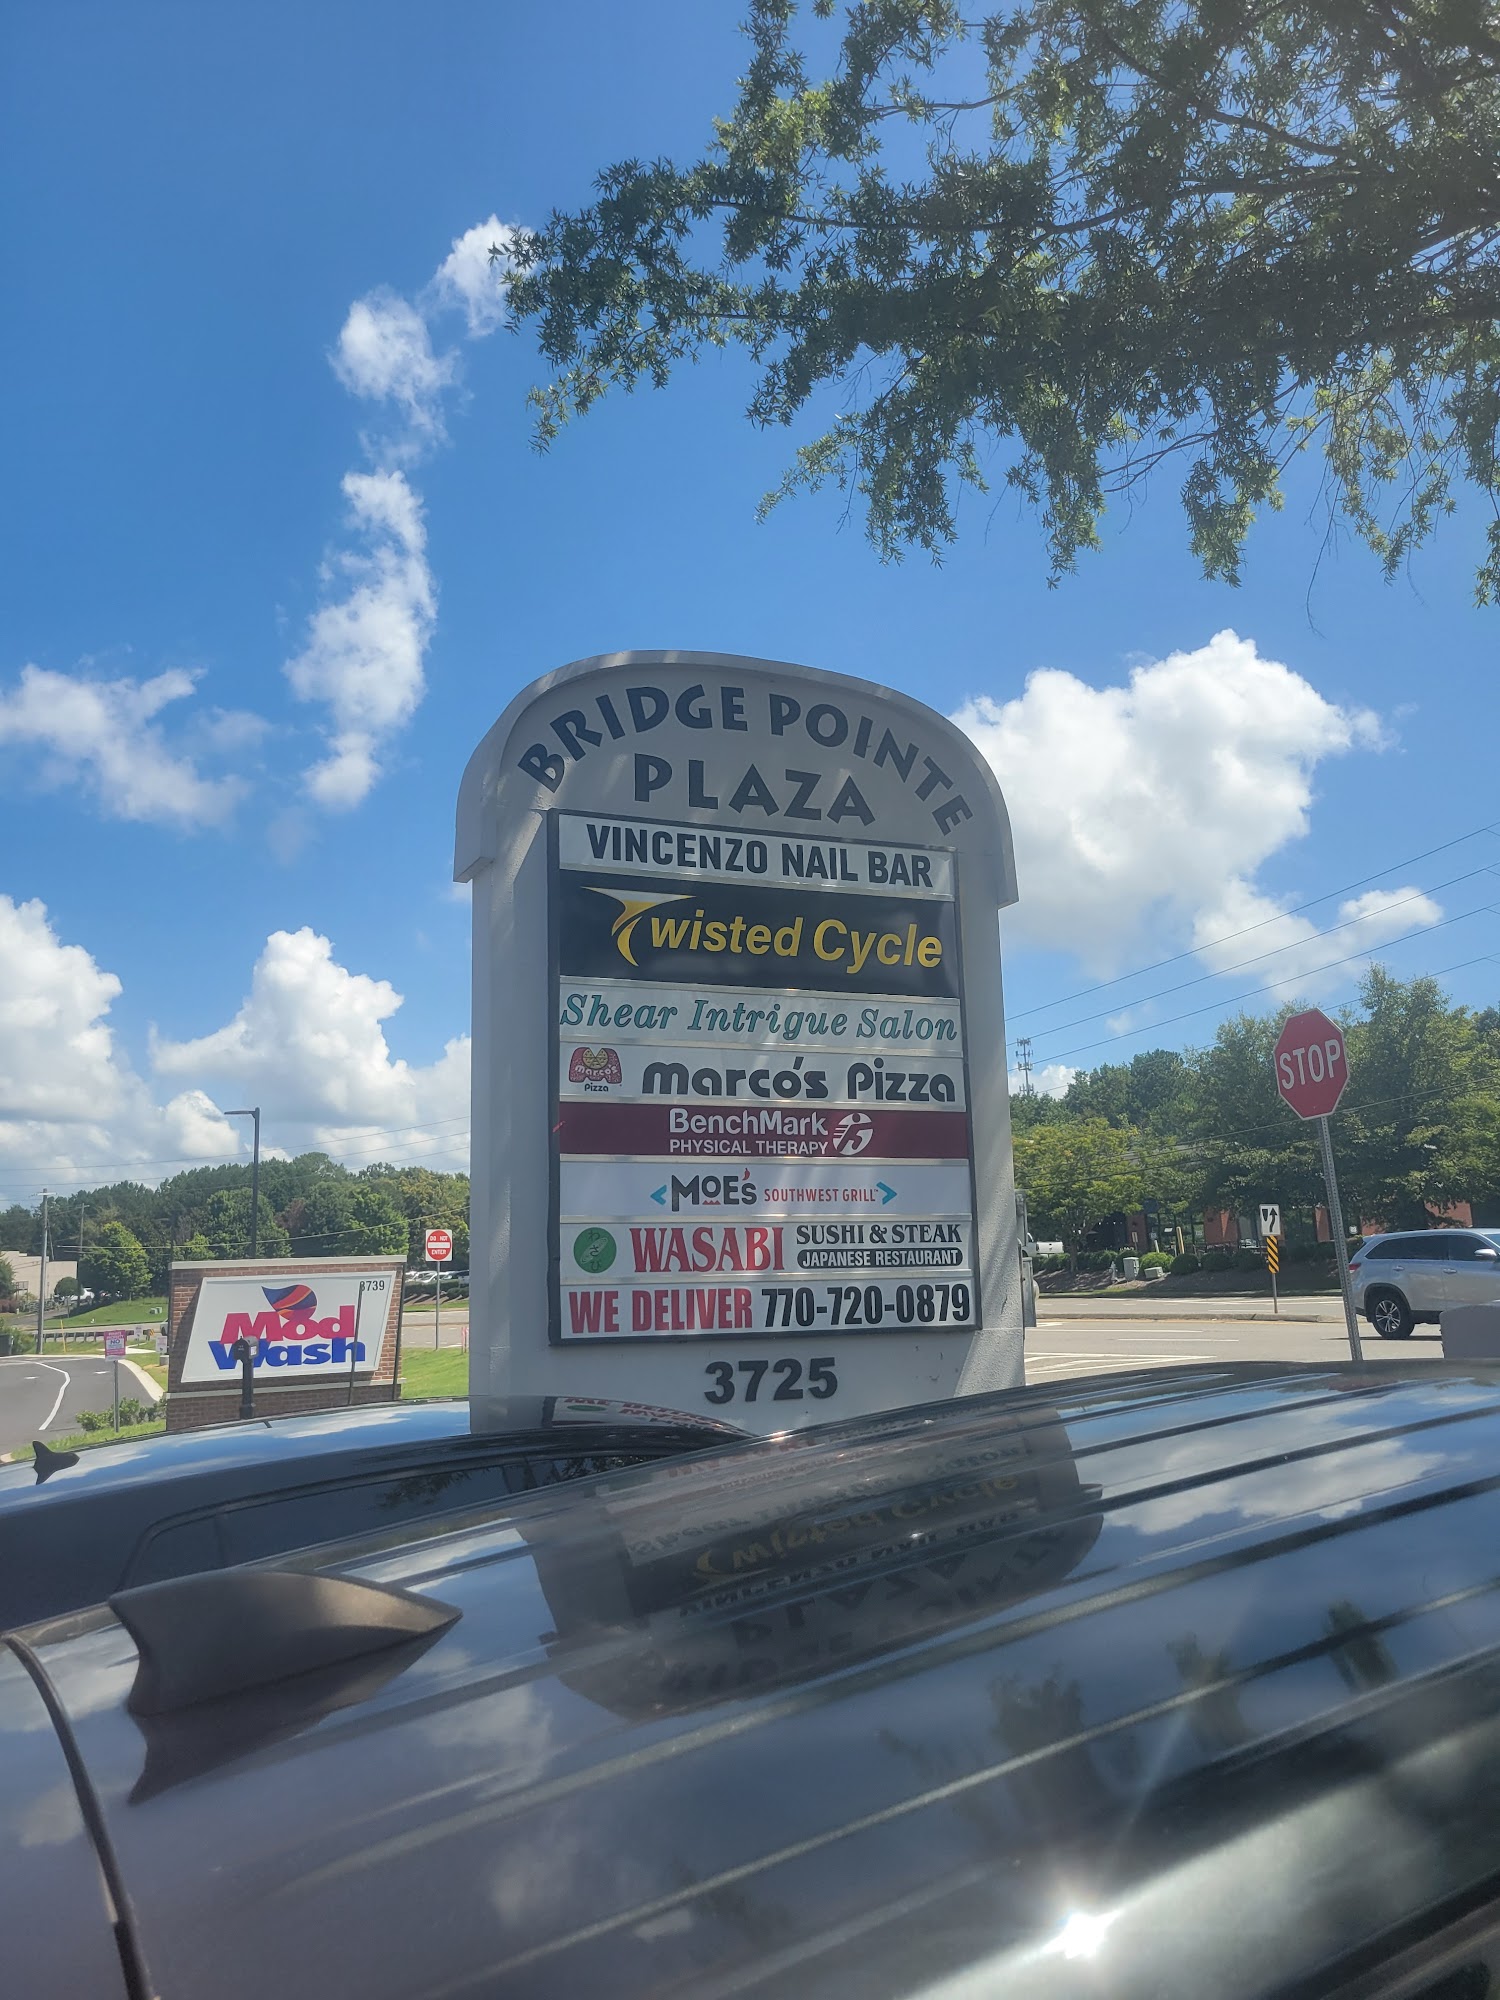 BRIDGE POINTE
PLAZA
VINCENZO NAIL BAR
Twisted Cycle
Shear Intrigue Salon
marco's Pizza
marco's Pizza
BenchMark
PHYSICAL THERAPY
MOE'S SOUTHWEST GRILL
WASABI SUSHI & STEAK
JAPANESE RESTAURANT
WE DELIVER 770-720-0879
3725
STOP
DO NOT
ENTER
8739
Mod
Wash